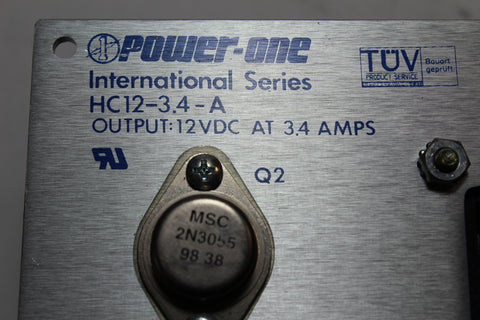 POWER-ONE
International Series
HC12-3.4-A
OUTPUT: 12VDC AT 3.4 AMPS
TÜV
PRODUCT SERVICE
Bauart
geprüft
Q2
MSC
2N3055
98 38